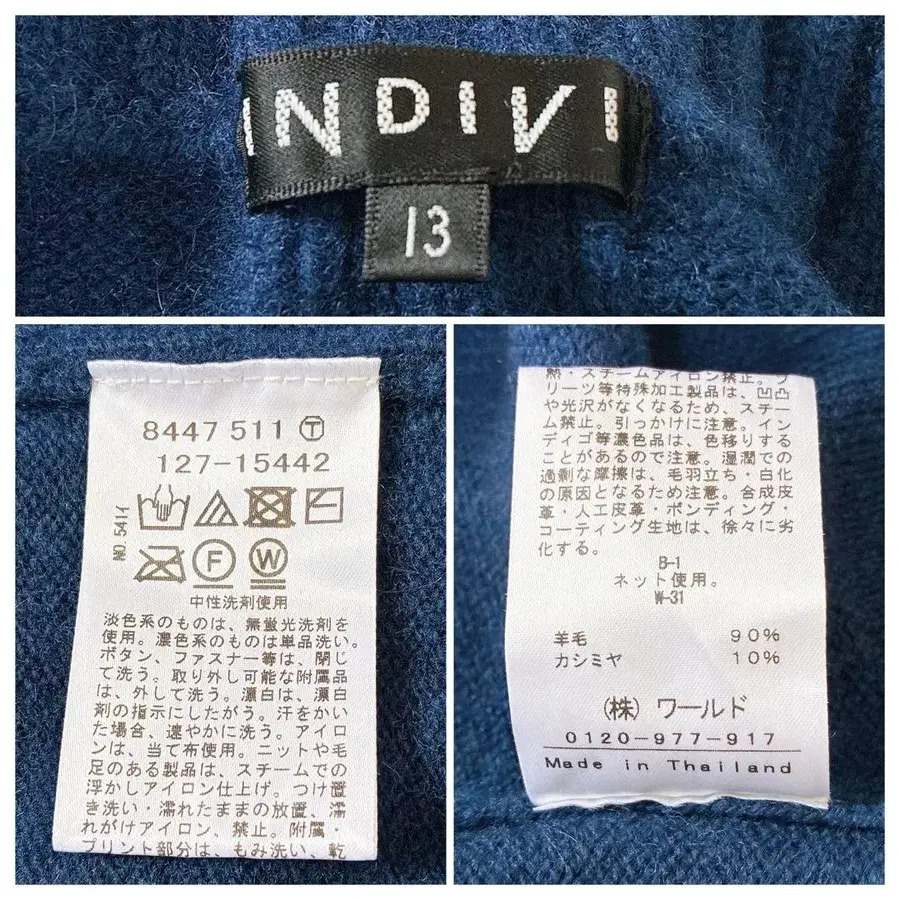 INDIVI
13
8447 511 Ⓣ
127-15442
NO.5411
F W
中性洗剤使用
淡色系のものは、無蛍光洗剤を
使用。濃色系のものは単品洗い。
ボタン、ファスナー等は、閉じ
て洗う。取り外し可能な附属品
は、外して洗う。漂白は、漂白
剤の指示にしたがう。汗をかい
た場合、速やかに洗う。アイロ
ンは、当て布使用。ニットや毛
足のある製品は、スチームでの
浮かしアイロン仕上げ。つけ置
き洗い・濡れたままの放置、濡
れがけアイロン、禁止。附属・
プリント部分は、もみ洗い、乾
熱・スチームアイロン禁止。プ
リーツ等特殊加工製品は、凹凸
や光沢がなくなるため、スチー
ム禁止。引っかけに注意。イン
ディゴ等濃色品は、色移りする
ことがあるので注意。湿潤での
過剰な摩擦は、毛羽立ち・白化
の原因となるため注意。合成皮
革・人工皮革・ボンディング・
コーティング生地は、徐々に劣
化する。
B-1
ネット使用。
W-31
羊毛 90%
カシミヤ 10%
(株) ワールド
0120-977-917
Made in Thailand